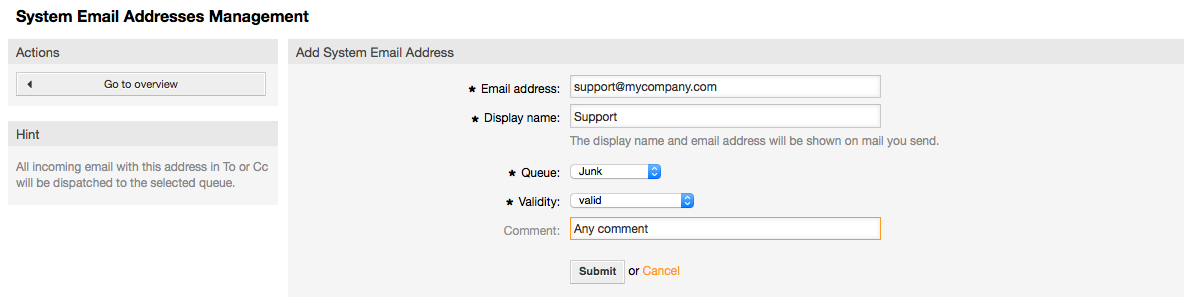 System Email Addresses Management
Actions
Go to overview
Hint
All incoming email with this address in To or Cc
will be dispatched to the selected queue.
Add System Email Address
★ Email address: support@mycompany.com
★ Display name: Support
The display name and email address will be shown on mail you send.
★ Queue: Junk
★ Validity: valid
Comment: Any comment
Submit or Cancel